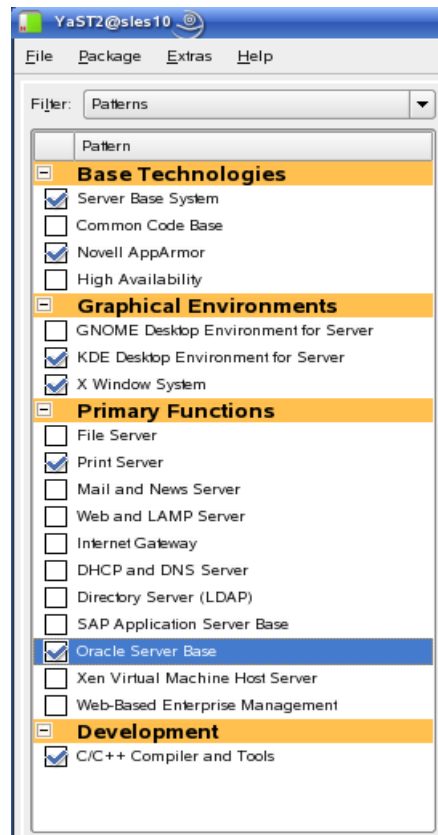 YaST2@sles10
File Package Extras Help
Filter: Patterns
Pattern
Base Technologies
Server Base System
Common Code Base
Novell AppArmor
High Availability
Graphical Environments
GNOME Desktop Environment for Server
KDE Desktop Environment for Server
X Window System
Primary Functions
File Server
Print Server
Mail and News Server
Web and LAMP Server
Internet Gateway
DHCP and DNS Server
Directory Server (LDAP)
SAP Application Server Base
Oracle Server Base
Xen Virtual Machine Host Server
Web-Based Enterprise Management
Development
C/C++ Compiler and Tools